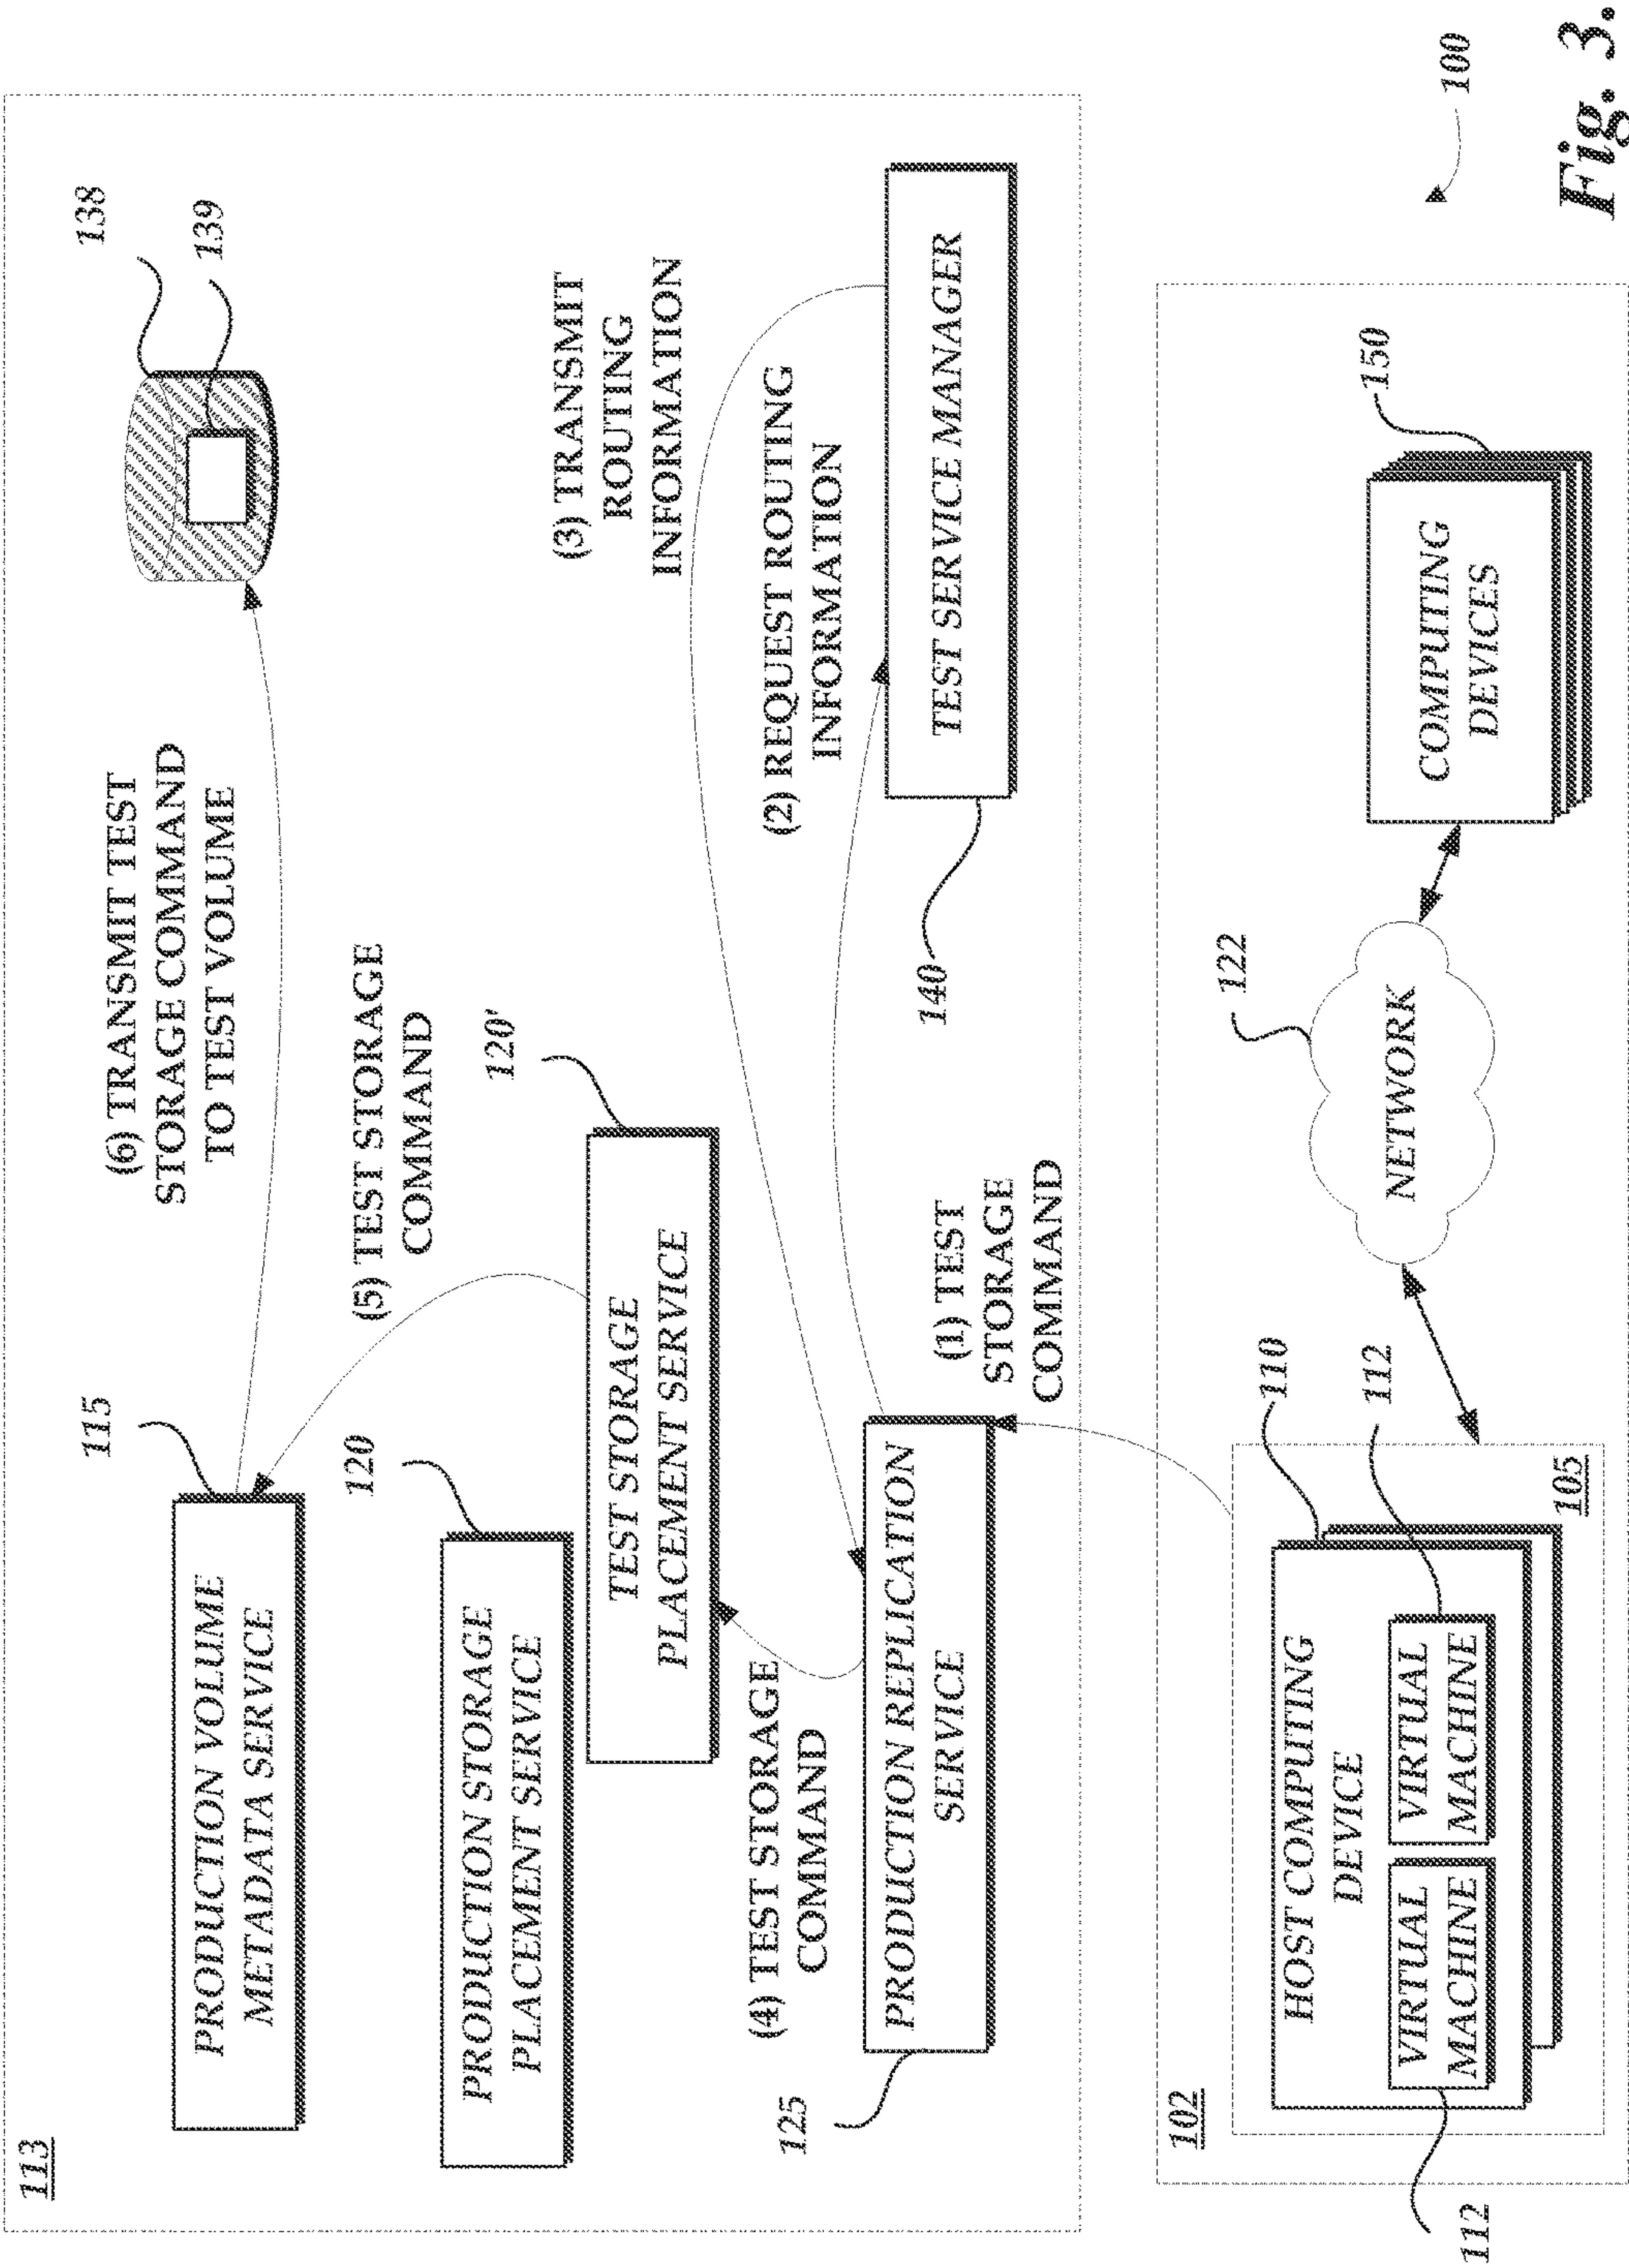 113
PRODUCTION VOLUME
METADATA SERVICE
115
(6) TRANSMIT TEST
STORAGE COMMAND
TO TEST VOLUME
138
139
PRODUCTION STORAGE
PLACEMENT SERVICE
120
(5) TEST STORAGE
COMMAND
TEST STORAGE
PLACEMENT SERVICE
120'
(3) TRANSMIT
ROUTING
INFORMATION
(4) TEST STORAGE
COMMAND
(2) REQUEST ROUTING
INFORMATION
PRODUCTION REPLICATION
SERVICE
125
(1) TEST
STORAGE
COMMAND
TEST SERVICE MANAGER
140
102
HOST COMPUTING
DEVICE
VIRTUAL
MACHINE
VIRTUAL
MACHINE
110
112
112
105
NETWORK
122
COMPUTING
DEVICES
150
100
Fig. 3.